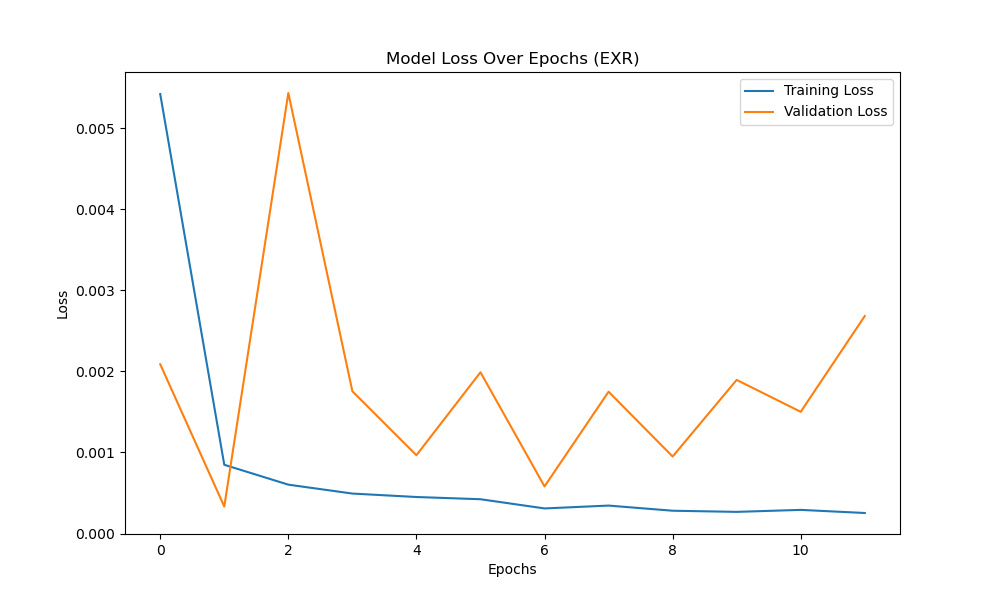 Model Loss Over Epochs (EXR)
Training Loss
Validation Loss
Loss
0.005
0.004
0.003
0.002
0.001
0.000
0 2 4 6 8 10
Epochs